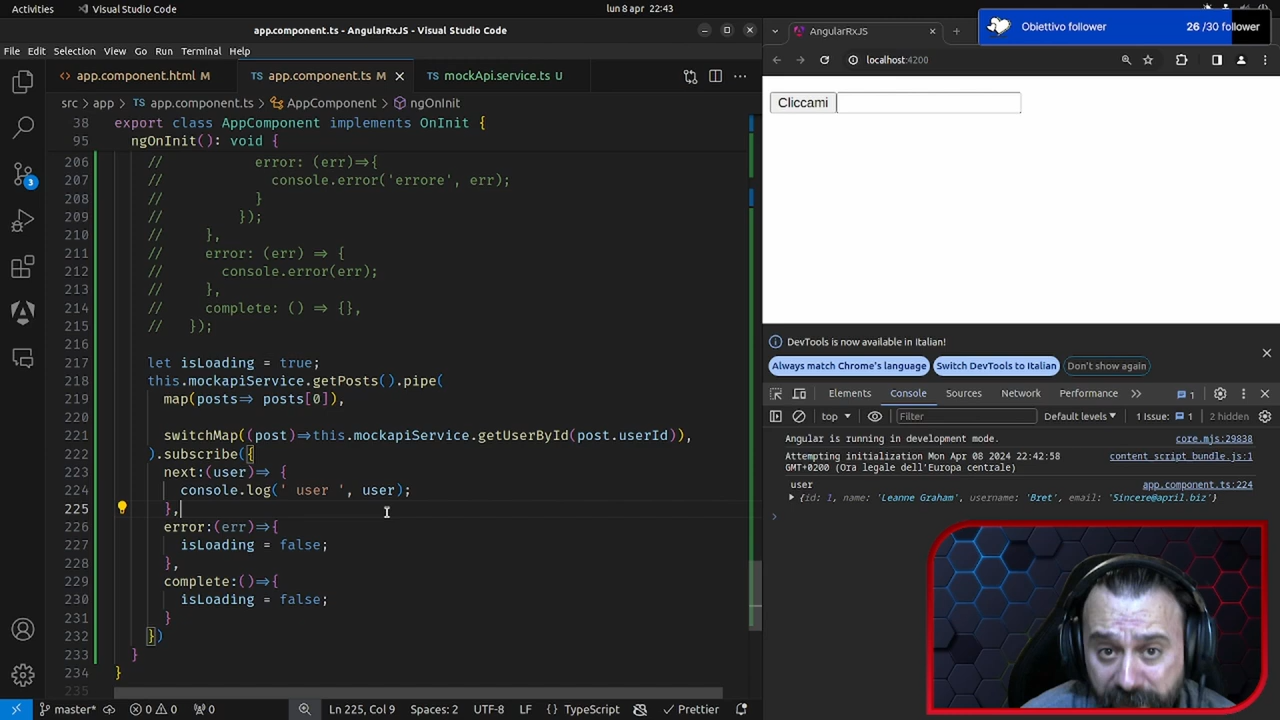 Activities
Visual Studio Code
lun 8 apr 22:43
app.component.ts - AngularRxJS - Visual Studio Code
File Edit Selection View Go Run Terminal Help
app.component.html M
app.component.ts M
mockApi.service.ts U
src > app > app.component.ts > AppComponent > ngOnInit
38 export class AppComponent implements OnInit {
95 ngOnInit(): void {
206 // error: (err)=>{
207 // console.error('errore', err);
208 // }
209 // });
210 // },
211 // error: (err) => {
212 // console.error(err);
213 // },
214 // complete: () => {},
215 // });
216
217 let isLoading = true;
218 this.mockapiService.getPosts().pipe(
219 map(posts=> posts[0]),
220
221 switchMap((post)=>this.mockapiService.getUserById(post.userId)),
222 ).subscribe({
223 next:(user)=> {
224 console.log(' user ', user);
225 },
226 error:(err)=>{
227 isLoading = false;
228 },
229 complete:()=>{
230 isLoading = false;
231 }
232 })
233 }
234 }
235
3
master* 0 0 0 Ln 225, Col 9 Spaces: 2 UTF-8 LF {} TypeScript Prettier
Obiettivo follower 26 /30 follower
AngularRxJS
localhost:4200
Cliccami
DevTools is now available in Italian!
Always match Chrome's language
Switch DevTools to Italian
Don't show again
Elements Console Sources Network Performance 1
top Filter Default levels 1 Issue: 1 2 hidden
Angular is running in development mode. core.mjs:29838
Attempting initialization Mon Apr 08 2024 22:42:58 content_script_bundle.js:1
GMT+0200 (Ora legale dell'Europa centrale)
user app.component.ts:224
{id: 1, name: 'Leanne Graham', username: 'Bret', email: 'Sincere@april.biz'}